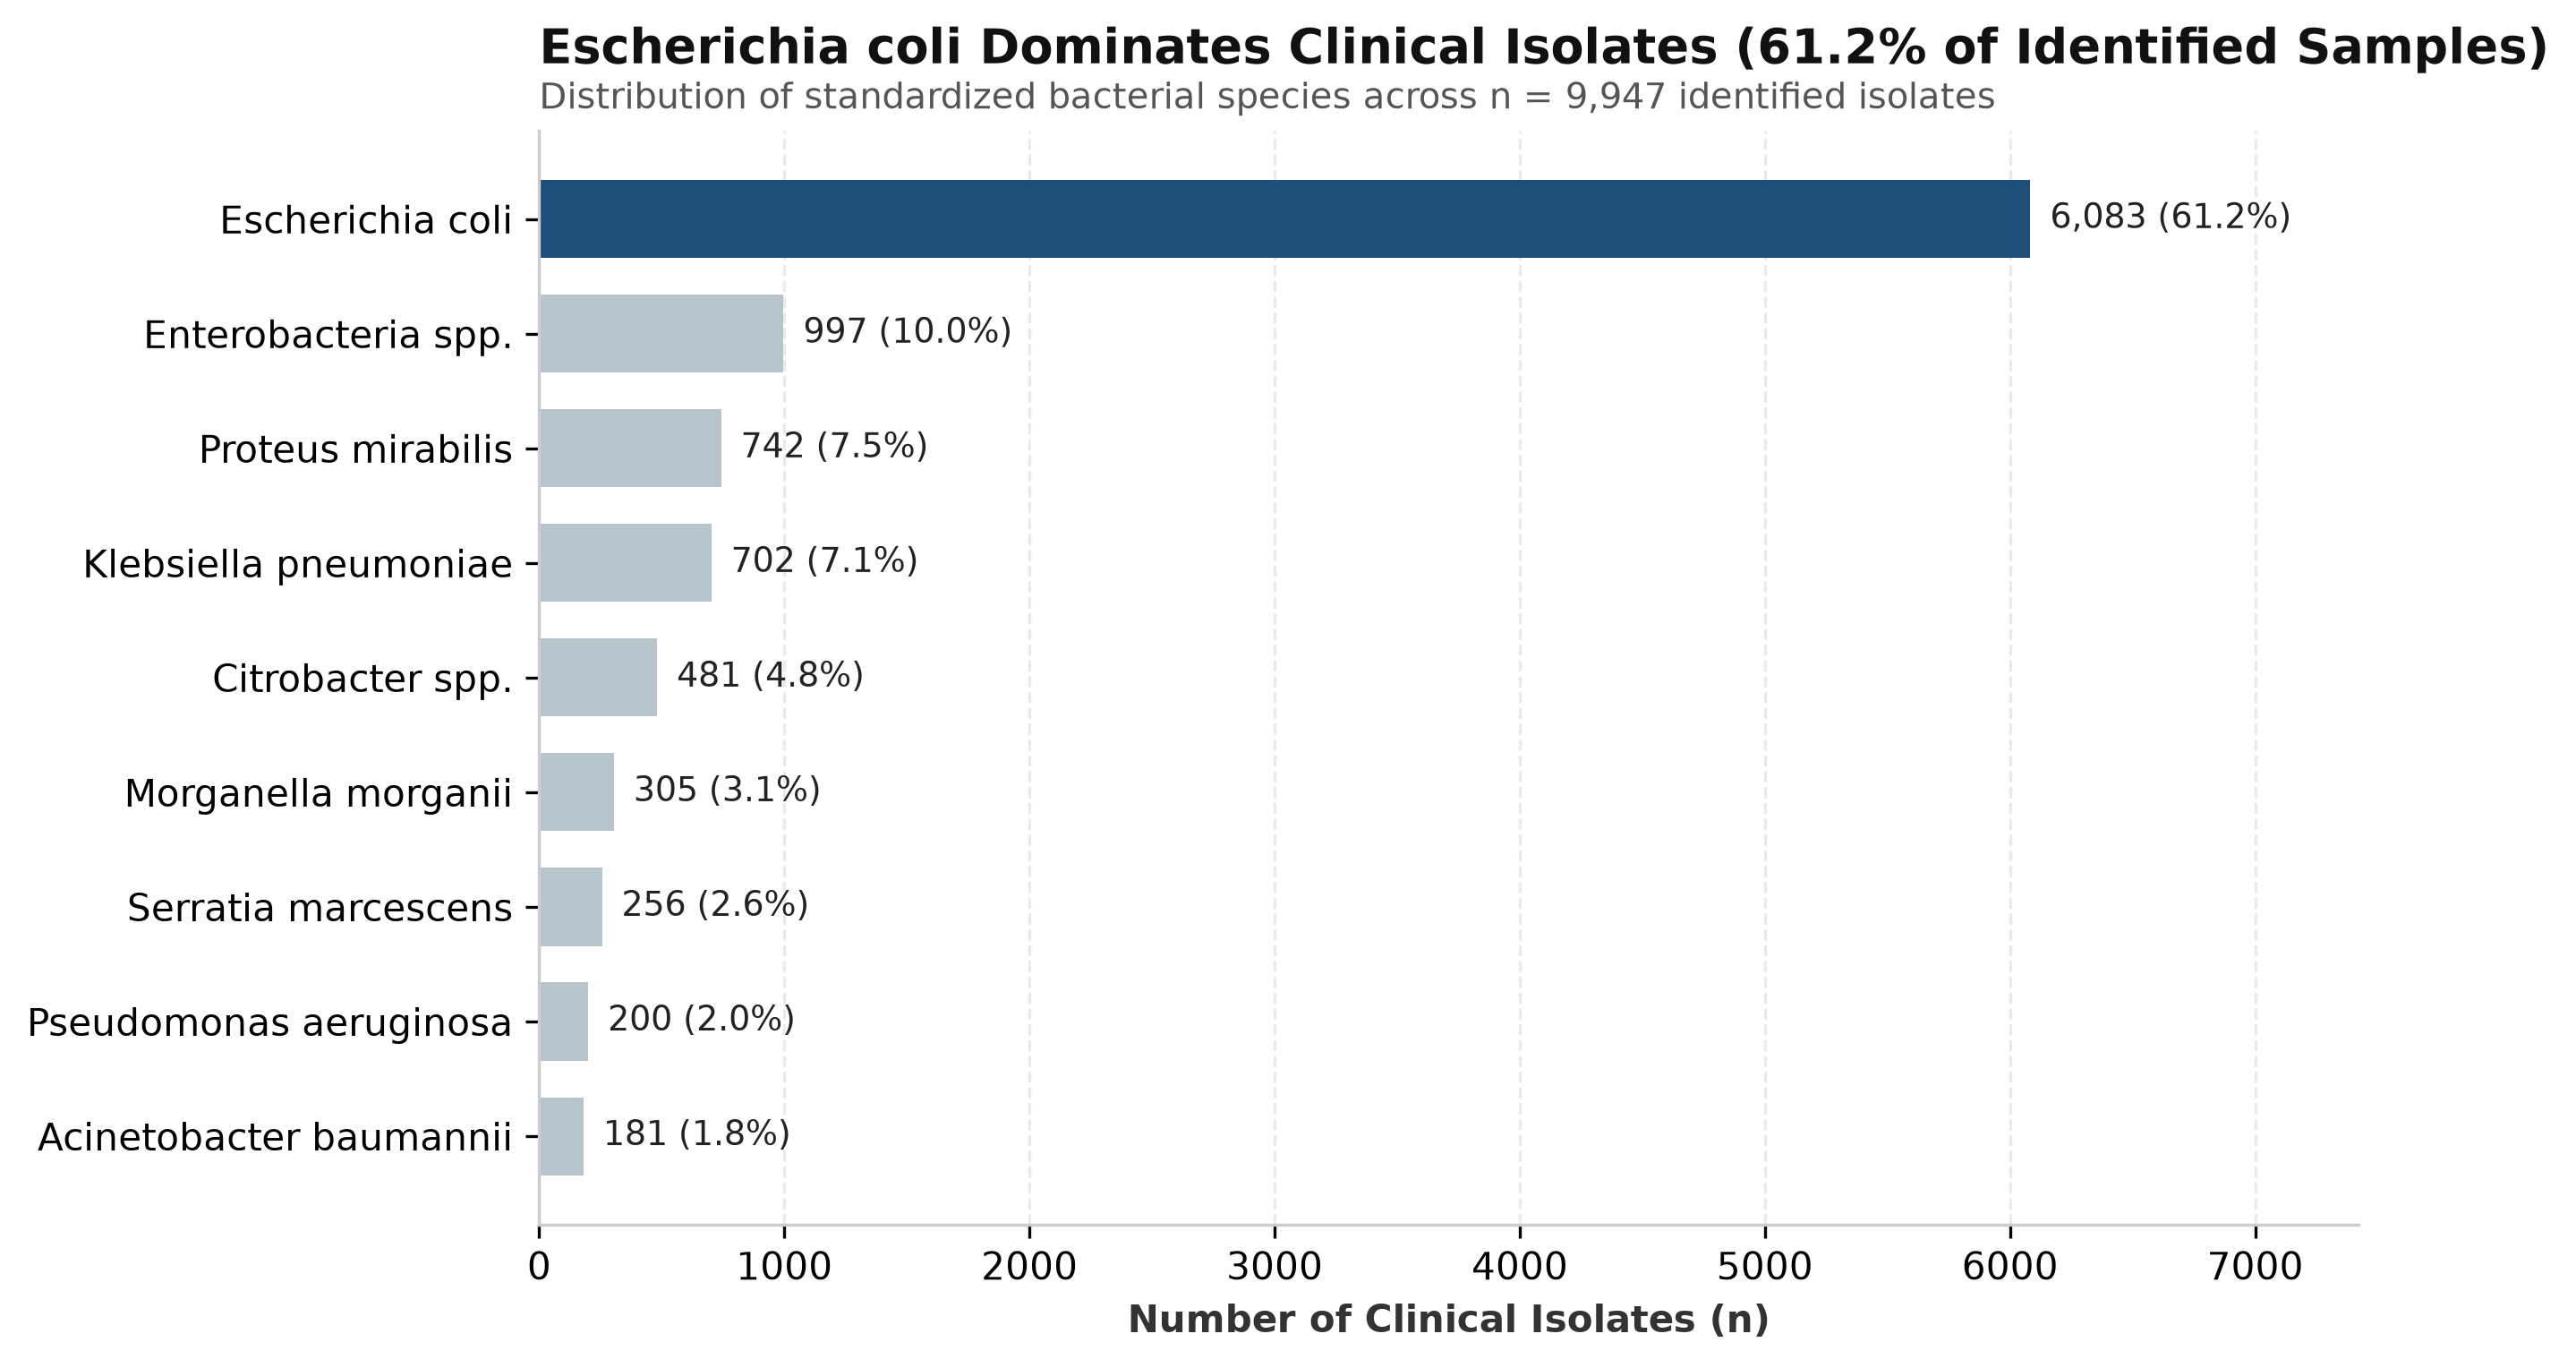 Escherichia coli Dominates Clinical Isolates (61.2% of Identified Samples)
Distribution of standardized bacterial species across n = 9,947 identified isolates
Escherichia coli 6,083 (61.2%)
Enterobacteria spp. 997 (10.0%)
Proteus mirabilis 742 (7.5%)
Klebsiella pneumoniae 702 (7.1%)
Citrobacter spp. 481 (4.8%)
Morganella morganii 305 (3.1%)
Serratia marcescens 256 (2.6%)
Pseudomonas aeruginosa 200 (2.0%)
Acinetobacter baumannii 181 (1.8%)
0 1000 2000 3000 4000 5000 6000 7000
Number of Clinical Isolates (n)